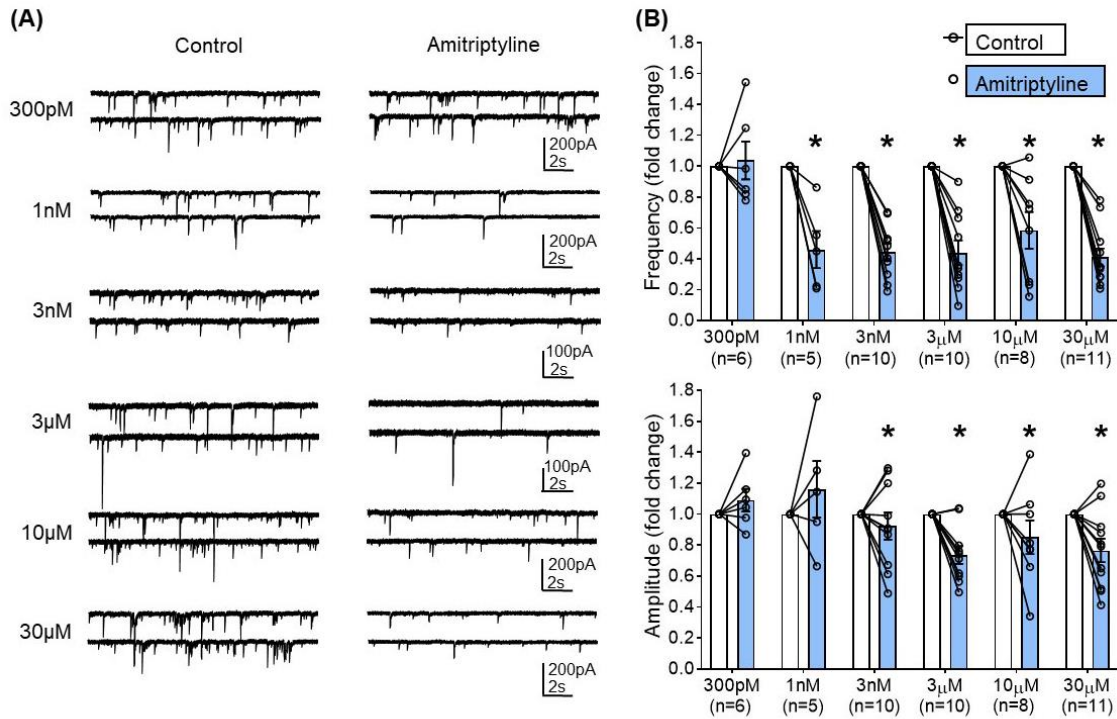 (A)
Control
Amitriptyline
300pM
200pA
2s
1nM
200pA
2s
3nM
100pA
2s
3µM
100pA
2s
10µM
200pA
2s
30µM
200pA
2s
(B)
Control
Amitriptyline
Frequency (fold change)
1.8
1.6
1.4
1.2
1.0
0.8
0.6
0.4
0.2
0.0
* * * * *
300pM 1nM 3nM 3µM 10µM 30µM
(n=6) (n=5) (n=10) (n=10) (n=8) (n=11)
Amplitude (fold change)
1.8
1.6
1.4
1.2
1.0
0.8
0.6
0.4
0.2
0.0
* * * *
300pM 1nM 3nM 3µM 10µM 30µM
(n=6) (n=5) (n=10) (n=10) (n=8) (n=11)